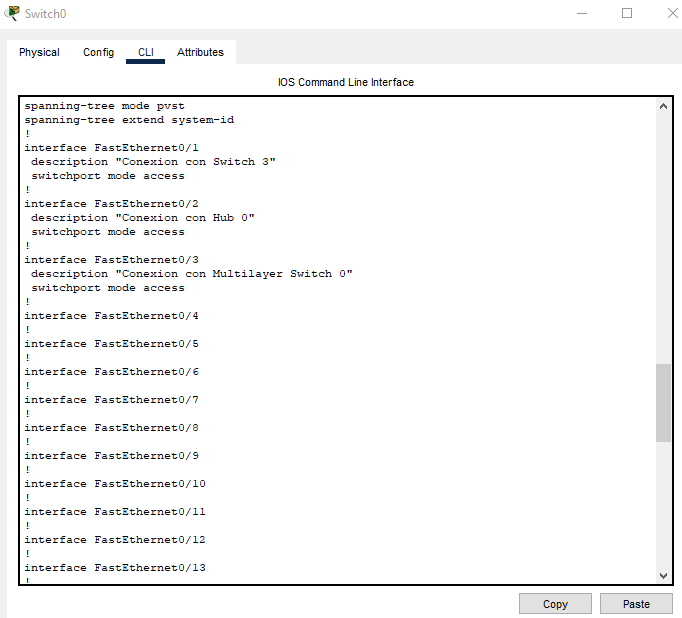 Switch0
Physical Config CLI Attributes
IOS Command Line Interface
spanning-tree mode pvst
spanning-tree extend system-id
!
interface FastEthernet0/1
 description "Conexion con Switch 3"
 switchport mode access
!
interface FastEthernet0/2
 description "Conexion con Hub 0"
 switchport mode access
!
interface FastEthernet0/3
 description "Conexion con Multilayer Switch 0"
 switchport mode access
!
interface FastEthernet0/4
!
interface FastEthernet0/5
!
interface FastEthernet0/6
!
interface FastEthernet0/7
!
interface FastEthernet0/8
!
interface FastEthernet0/9
!
interface FastEthernet0/10
!
interface FastEthernet0/11
!
interface FastEthernet0/12
!
interface FastEthernet0/13
!
Copy Paste